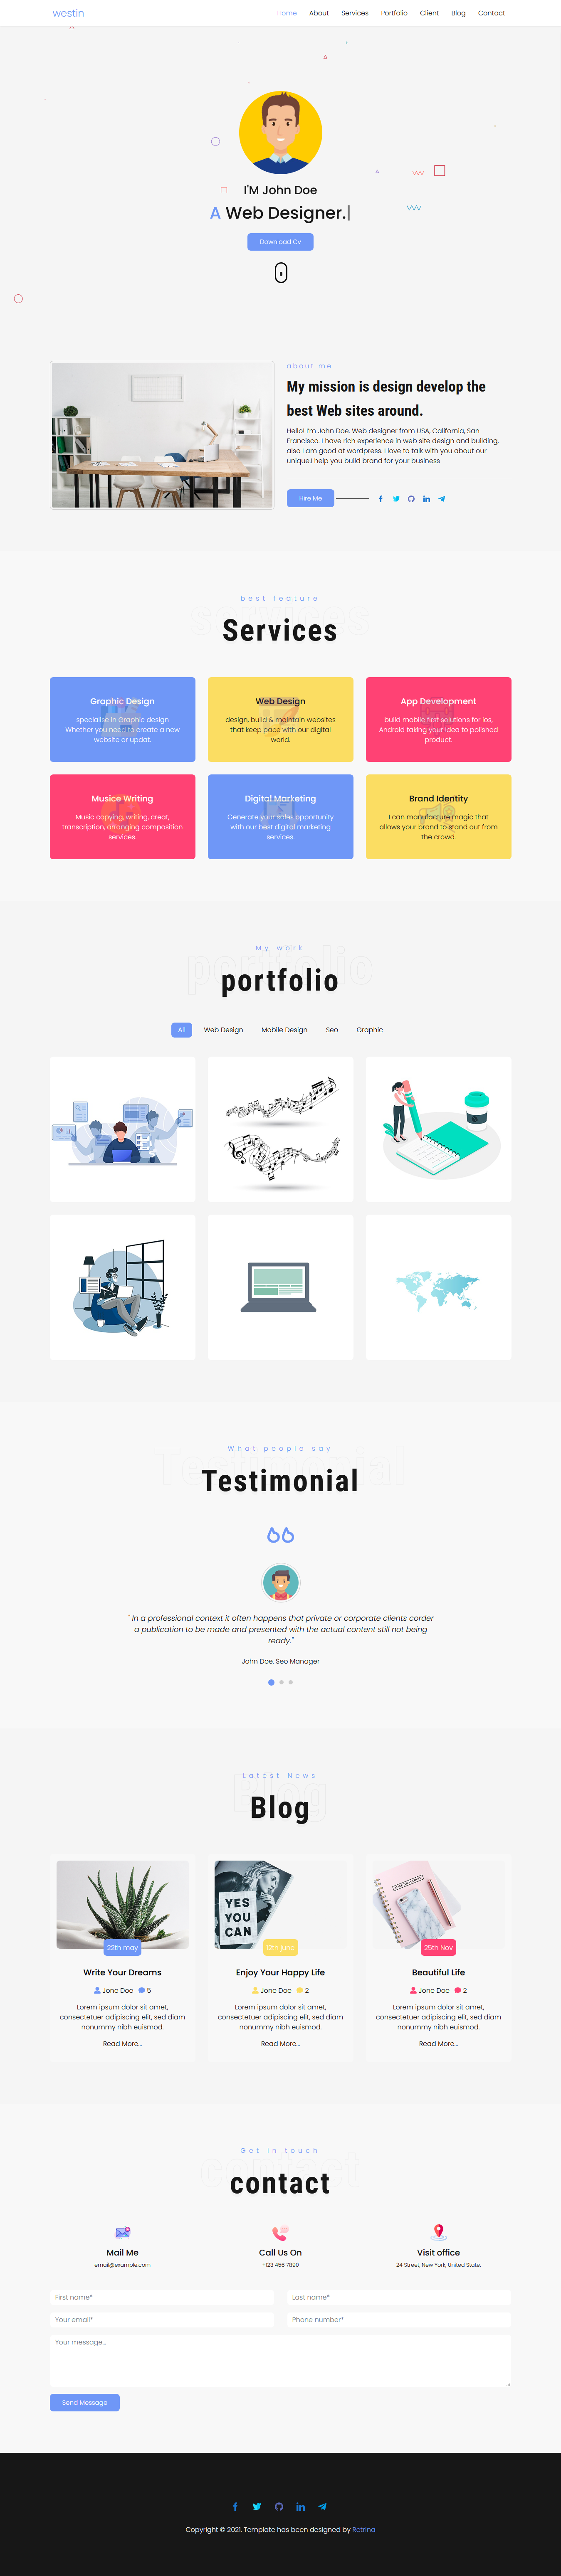 westin
Home About Services Portfolio Client Blog Contact
I'M John Doe
A Web Designer.
Download Cv
about me
My mission is design develop the
best Web sites around.
Hello! I'm John Doe. Web designer from USA, California, San
Francisco. I have rich experience in web site design and building,
also I am good at wordpress. I love to talk with you about our
unique.I help you build brand for your business
Hire Me
best feature
services
Services
Graphic Design
specialise in Graphic design
Whether you need to create a new
website or updat.
Web Design
design, build & maintain websites
that keep pace with our digital
world.
App Development
build mobile first solutions for ios,
Android taking your idea to polished
product.
Musice Writing
Music copying, writing, creat,
transcription, arranging composition
services.
Digital Marketing
Generate your sales opportunity
with our best digital marketing
services.
Brand Identity
I can manufacture magic that
allows your brand to stand out from
the crowd.
My work
portfolio
portfolio
All Web Design Mobile Design Seo Graphic
What people say
Testimonial
Testimonial
" In a professional context it often happens that private or corporate clients corder
a publication to be made and presented with the actual content still not being
ready."
John Doe, Seo Manager
Latest News
Blog
Blog
YES
YOU
CAN
22th may
12th june
25th Nov
Write Your Dreams
Jone Doe 5
Lorem ipsum dolor sit amet,
consectetuer adipiscing elit, sed diam
nonummy nibh euismod.
Read More...
Enjoy Your Happy Life
Jone Doe 2
Lorem ipsum dolor sit amet,
consectetuer adipiscing elit, sed diam
nonummy nibh euismod.
Read More...
Beautiful Life
Jone Doe 2
Lorem ipsum dolor sit amet,
consectetuer adipiscing elit, sed diam
nonummy nibh euismod.
Read More...
Get in touch
contact
contact
Mail Me
email@example.com
Call Us On
+123 456 7890
Visit office
24 Street, New York, United State.
First name* Last name*
Your email* Phone number*
Your message...
Send Message
Copyright © 2021. Template has been designed by Retrina